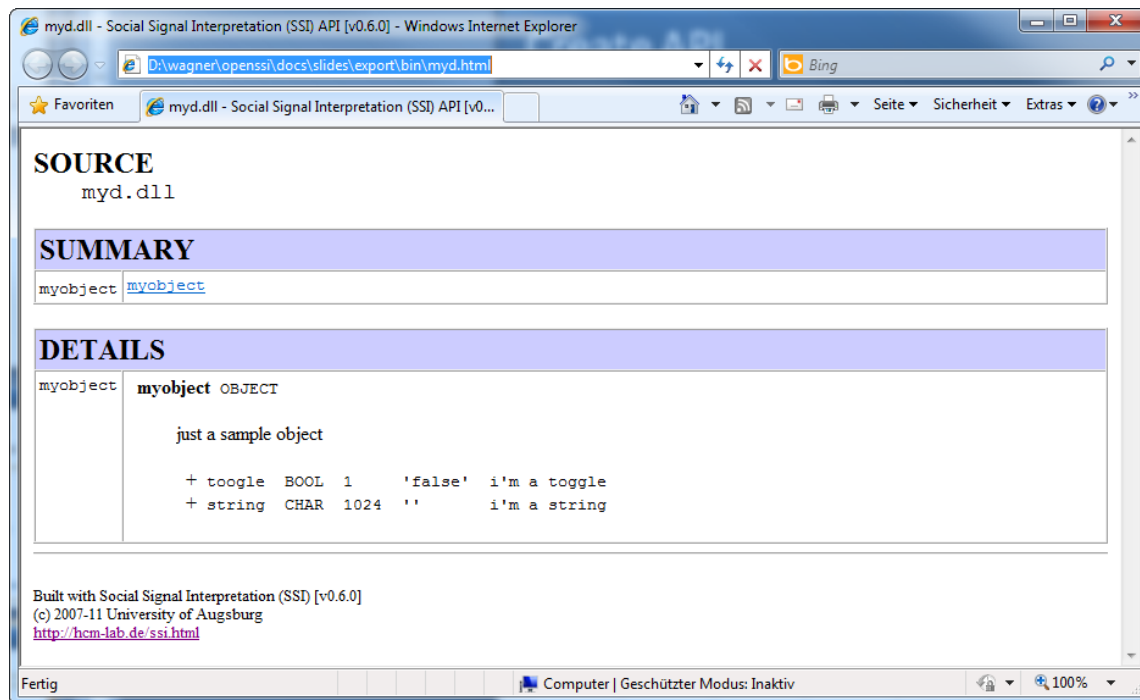 myd.dll - Social Signal Interpretation (SSI) API [v0.6.0] - Windows Internet Explorer
Create API
D:\wagner\openssi\docs\slides\export\bin\myd.html
Bing
Favoriten
myd.dll - Social Signal Interpretation (SSI) API [v0...
Seite
Sicherheit
Extras
SOURCE
myd.dll
SUMMARY
myobject myobject
DETAILS
myobject myobject OBJECT
just a sample object
+ toogle BOOL 1 'false' i'm a toggle
+ string CHAR 1024 '' i'm a string
Built with Social Signal Interpretation (SSI) [v0.6.0]
(c) 2007-11 University of Augsburg
http://hcm-lab.de/ssi.html
Fertig Computer | Geschützter Modus: Inaktiv 100%